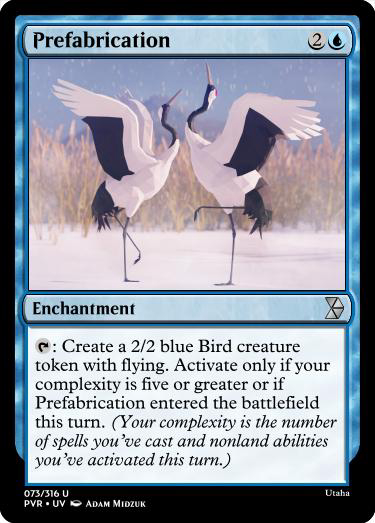 Prefabrication 2
Enchantment
: Create a 2/2 blue Bird creature
token with flying. Activate only if your
complexity is five or greater or if
Prefabrication entered the battlefield
this turn. (Your complexity is the number
of spells you've cast and nonland abilities
you've activated this turn.)
073/316 U
Utaha
PVR • UV Adam Midzuk